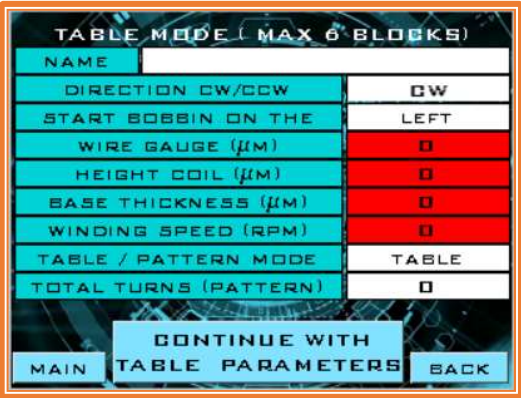 TABLE MODE ( MAX 6 BLOCKS)
NAME
DIRECTION CW/CCW CW
START BOBBIN ON THE LEFT
WIRE GAUGE (µM) 0
HEIGHT COIL (µM) 0
BASE THICKNESS (µM) 0
WINDING SPEED (RPM) 0
TABLE / PATTERN MODE TABLE
TOTAL TURNS (PATTERN) 0
CONTINUE WITH
MAIN TABLE PARAMETERS BACK